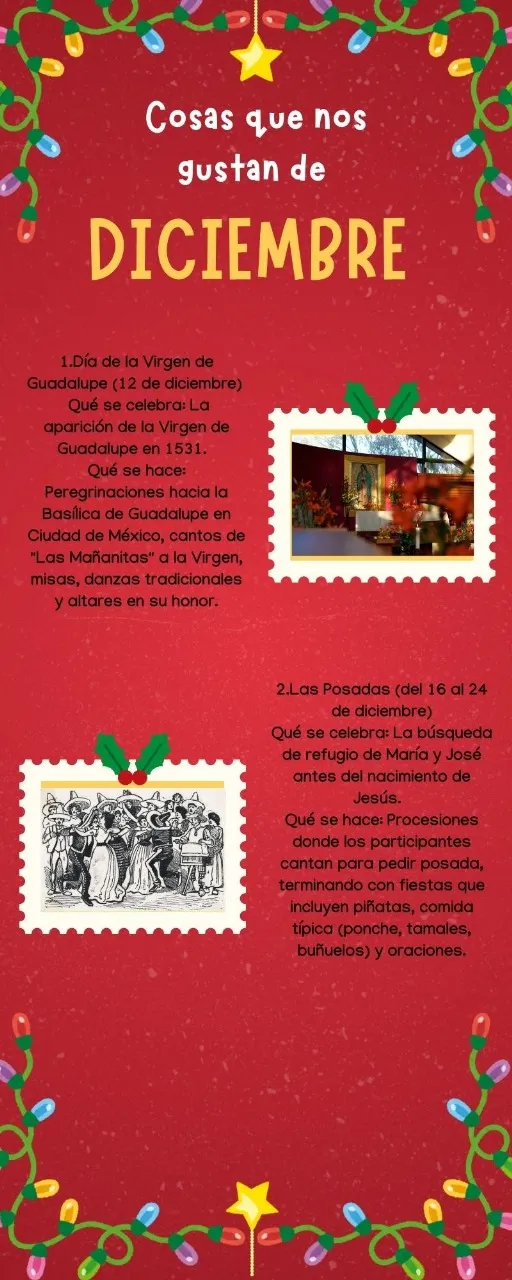 Cosas que nos
gustan de
DICIEMBRE
1.Día de la Virgen de
Guadalupe (12 de diciembre)
Qué se celebra: La
aparición de la Virgen de
Guadalupe en 1531.
Qué se hace:
Peregrinaciones hacia la
Basílica de Guadalupe en
Ciudad de México, cantos de
"Las Mañanitas" a la Virgen,
misas, danzas tradicionales
y altares en su honor.
2.Las Posadas (del 16 al 24
de diciembre)
Qué se celebra: La búsqueda
de refugio de María y José
antes del nacimiento de
Jesús.
Qué se hace: Procesiones
donde los participantes
cantan para pedir posada,
terminando con fiestas que
incluyen piñatas, comida
típica (ponche, tamales,
buñuelos) y oraciones.